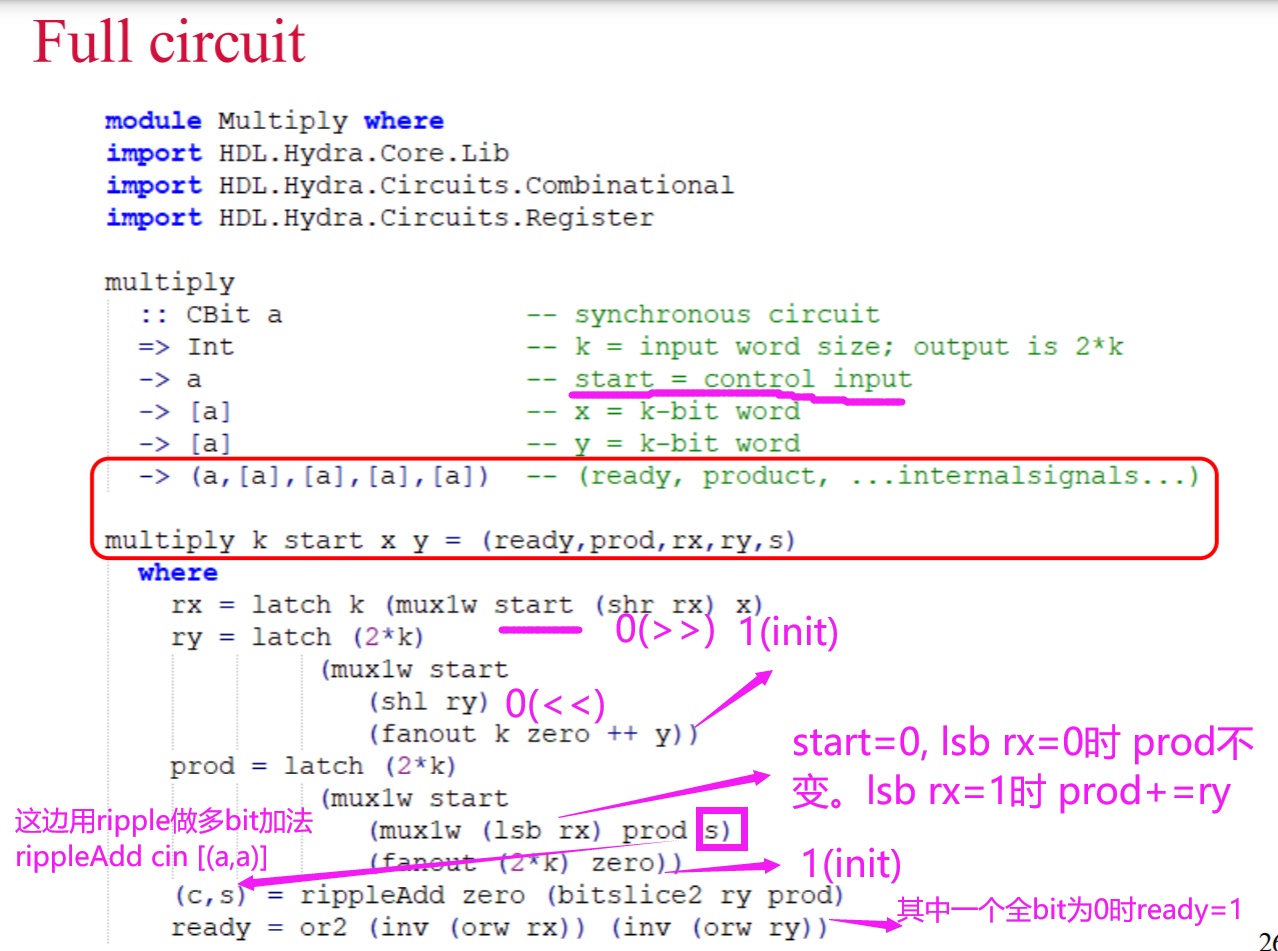 Full circuit
module Multiply where
import HDL.Hydra.Core.Lib
import HDL.Hydra.Circuits.Combinational
import HDL.Hydra.Circuits.Register
multiply
:: CBit a -- synchronous circuit
=> Int -- k = input word size; output is 2*k
-> a -- start = control input
-> [a] -- x = k-bit word
-> [a] -- y = k-bit word
-> (a,[a],[a],[a],[a]) -- (ready, product, ...internalsignals...)
multiply k start x y = (ready,prod,rx,ry,s)
where
rx = latch k (mux1w start (shr rx) x)
0(>>) 1(init)
ry = latch (2*k)
(mux1w start
(shl ry) 0(<<)
(fanout k zero ++ y))
start=0, lsb rx=0时 prod不
变。lsb rx=1时 prod+=ry
prod = latch (2*k)
(mux1w start
这边用ripple做多bit加法
rippleAdd cin [(a,a)]
(mux1w (lsb rx) prod s)
(fanout (2*k) zero))
1(init)
(c,s) = rippleAdd zero (bitslice2 ry prod)
其中一个全bit为0时ready=1
ready = or2 (inv (orw rx)) (inv (orw ry))